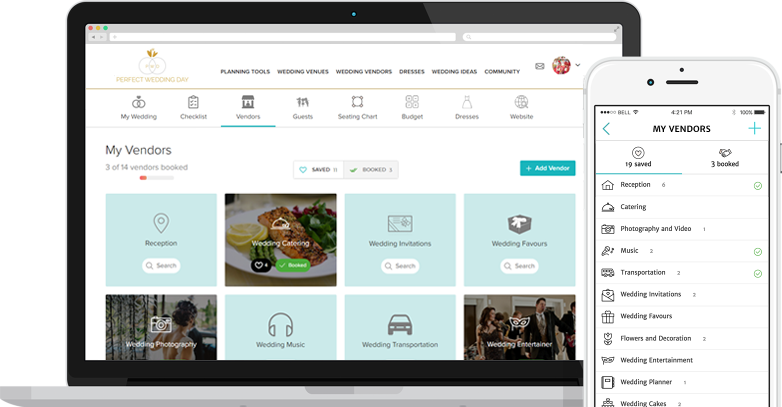 PERFECT WEDDING DAY
PLANNING TOOLS WEDDING VENUES WEDDING VENDORS DRESSES WEDDING IDEAS COMMUNITY
My Wedding Checklist Vendors Guests Seating Chart Budget Dresses Website
My Vendors
3 of 14 vendors booked
SAVED 11 BOOKED 3
+ Add Vendor
Reception
Search
Wedding Catering
Booked
Wedding Invitations
Search
Wedding Favours
Search
Wedding Photography
Wedding Music
Wedding Transportation
Wedding Entertainer
BELL 4:21 PM 100%
MY VENDORS +
19 saved 3 booked
Reception 6
Catering
Photography and Video 1
Music 2
Transportation 2
Wedding Invitations 2
Wedding Favours
Flowers and Decoration 2
Wedding Entertainment
Wedding Planner 1
Wedding Cakes 2